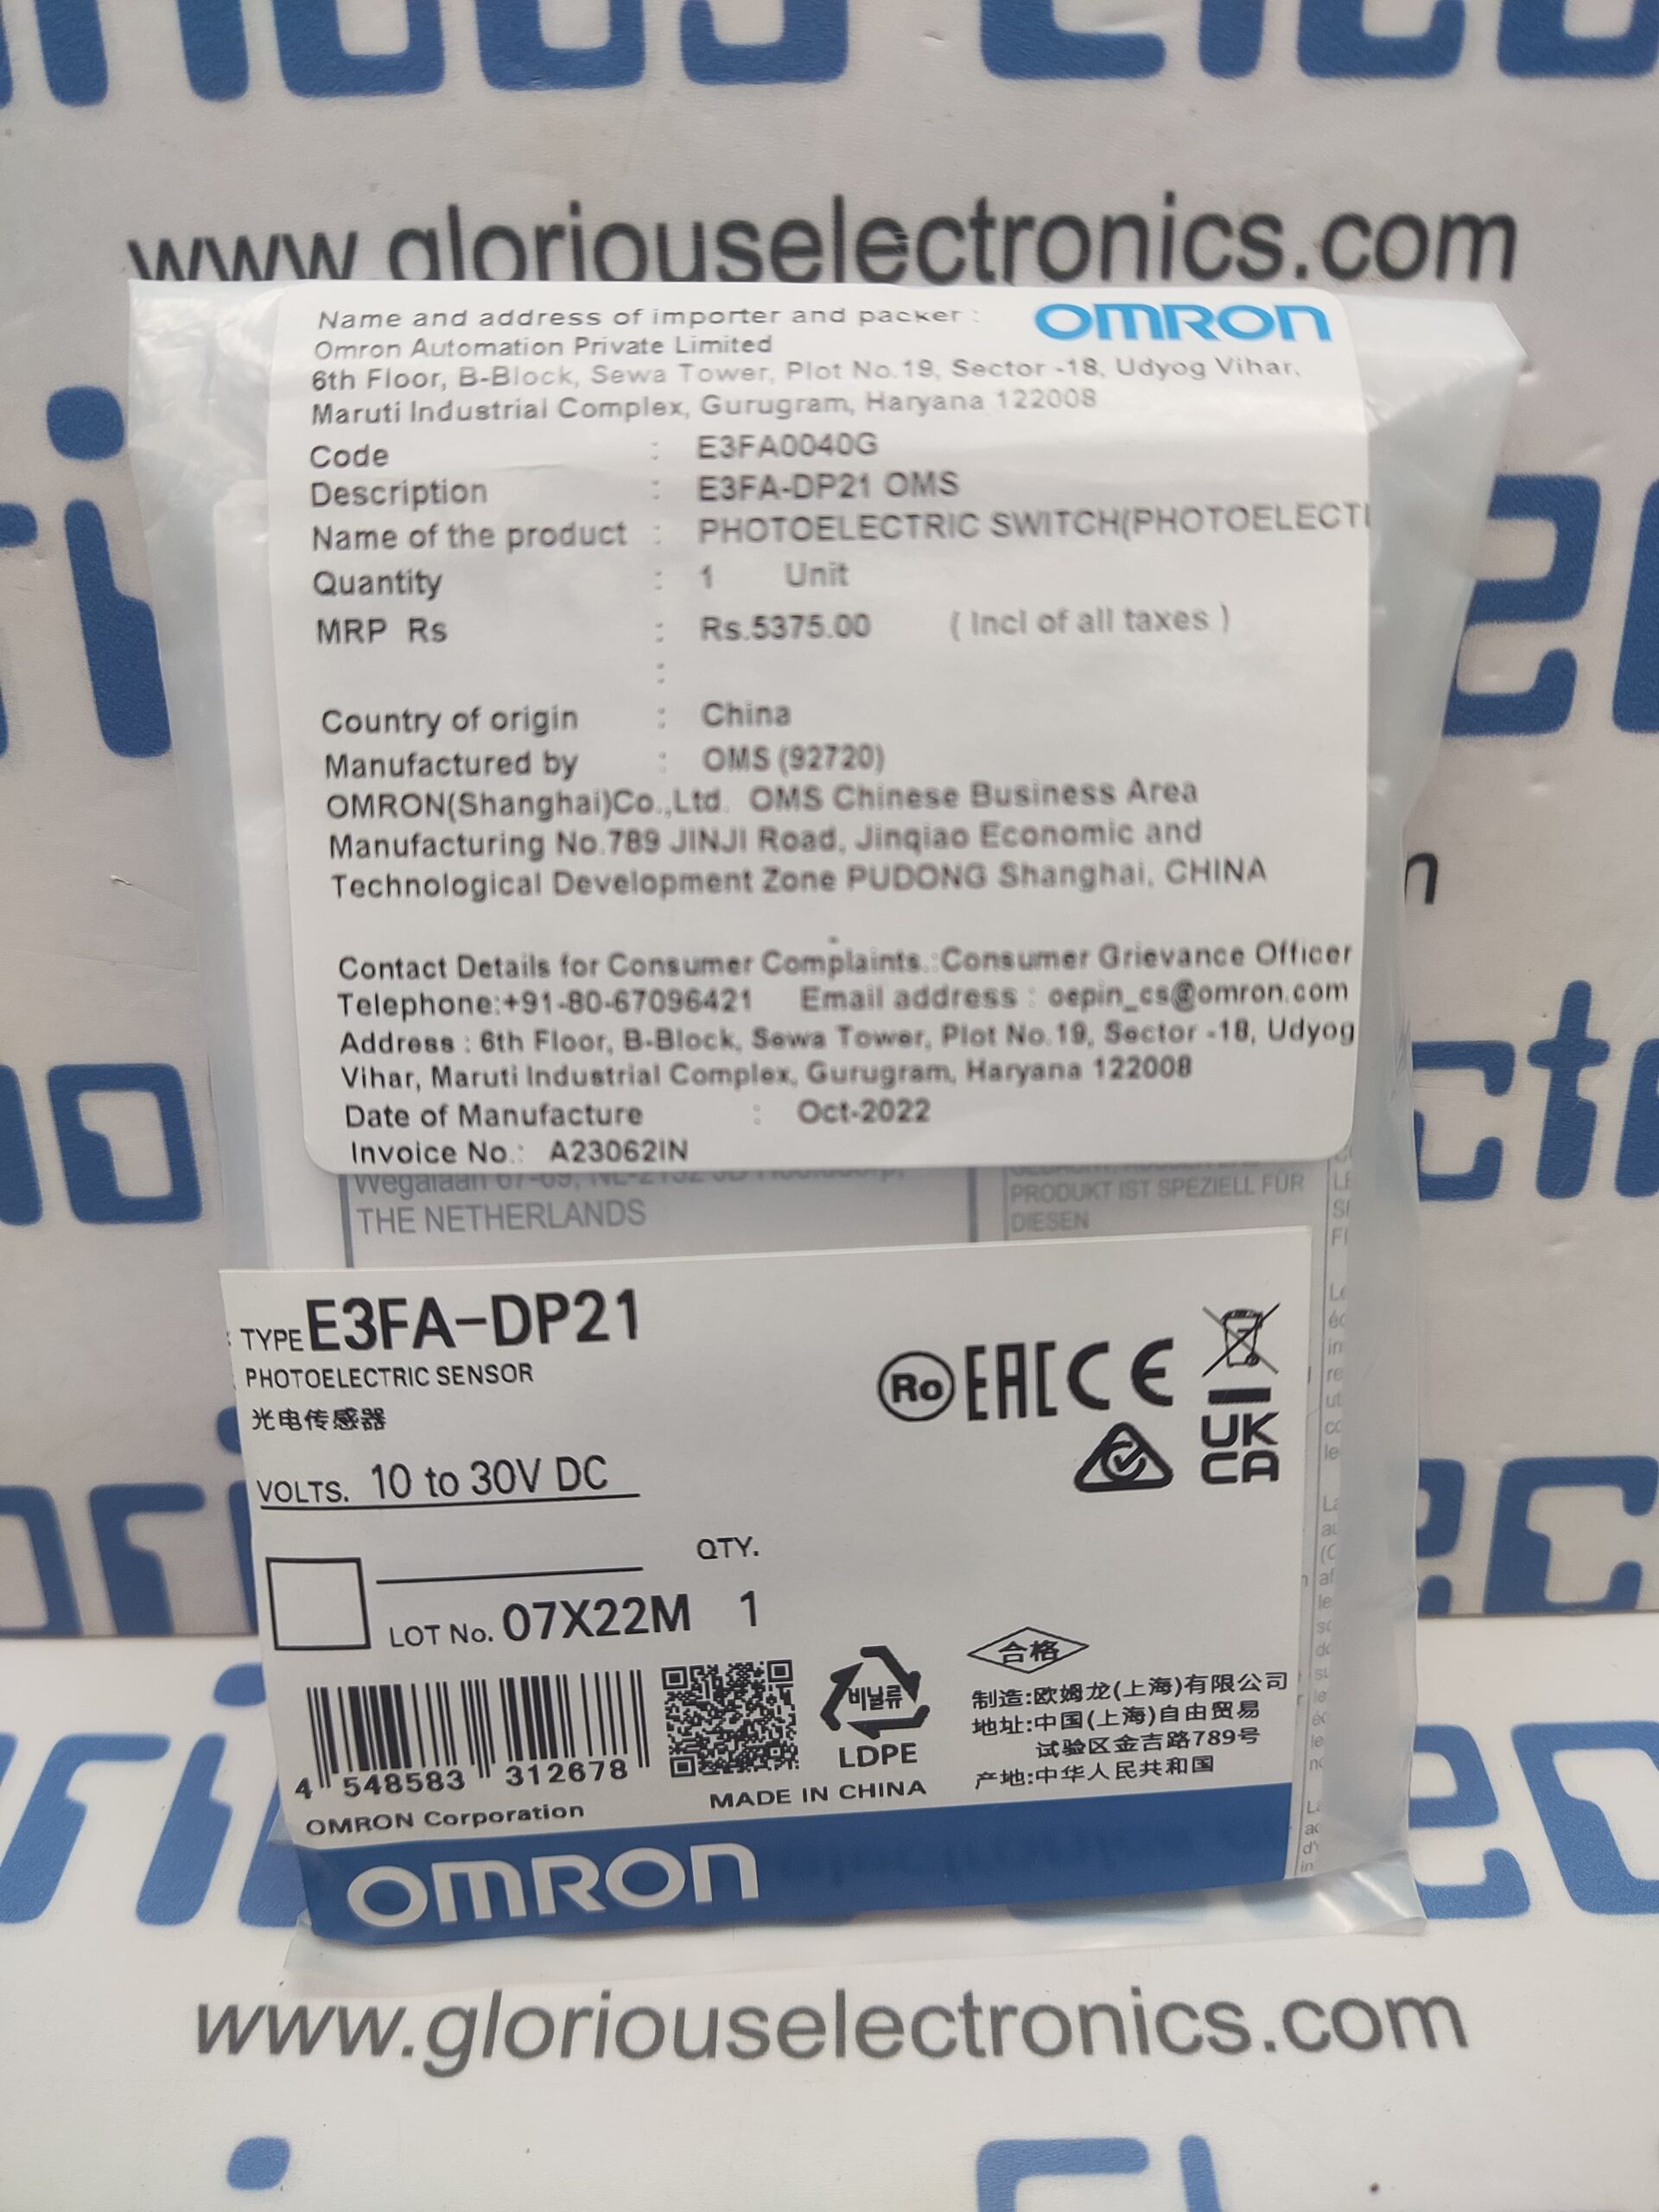 www.gloriouselectronics.com
Name and address of importer and packer :
OMRON
Omron Automation Private Limited
6th Floor, B-Block, Sewa Tower, Plot No.19, Sector -18, Udyog Vihar,
Maruti Industrial Complex, Gurugram, Haryana 122008
Code : E3FA0040G
Description : E3FA-DP21 OMS
Name of the product : PHOTOELECTRIC SWITCH(PHOTOELECTI
Quantity : 1 Unit
MRP Rs : Rs.5375.00 ( Incl of all taxes )
:
Country of origin : China
Manufactured by : OMS (92720)
OMRON(Shanghai)Co.,Ltd. OMS Chinese Business Area
Manufacturing No.789 JINJI Road, Jinqiao Economic and
Technological Development Zone PUDONG Shanghai, CHINA
Contact Details for Consumer Complaints.:Consumer Grievance Officer
Telephone:+91-80-67096421 Email address : oepin_cs@omron.com
Address : 6th Floor, B-Block, Sewa Tower, Plot No.19, Sector -18, Udyog
Vihar, Maruti Industrial Complex, Gurugram, Haryana 122008
Date of Manufacture : Oct-2022
Invoice No.: A23062IN
THE NETHERLANDS
PRODUKT IST SPEZIELL FÜR
DIESEN
TYPE E3FA-DP21
PHOTOELECTRIC SENSOR
光电传感器
VOLTS. 10 to 30V DC
Ro EAC CE
UK
CA
QTY.
LOT No. 07X22M 1
4 548583 312678
OMRON Corporation
비닐류
LDPE
MADE IN CHINA
合格
制造:欧姆龙(上海)有限公司
地址:中国(上海)自由贸易
试验区金吉路789号
产地:中华人民共和国
OMRON
www.gloriouselectronics.com